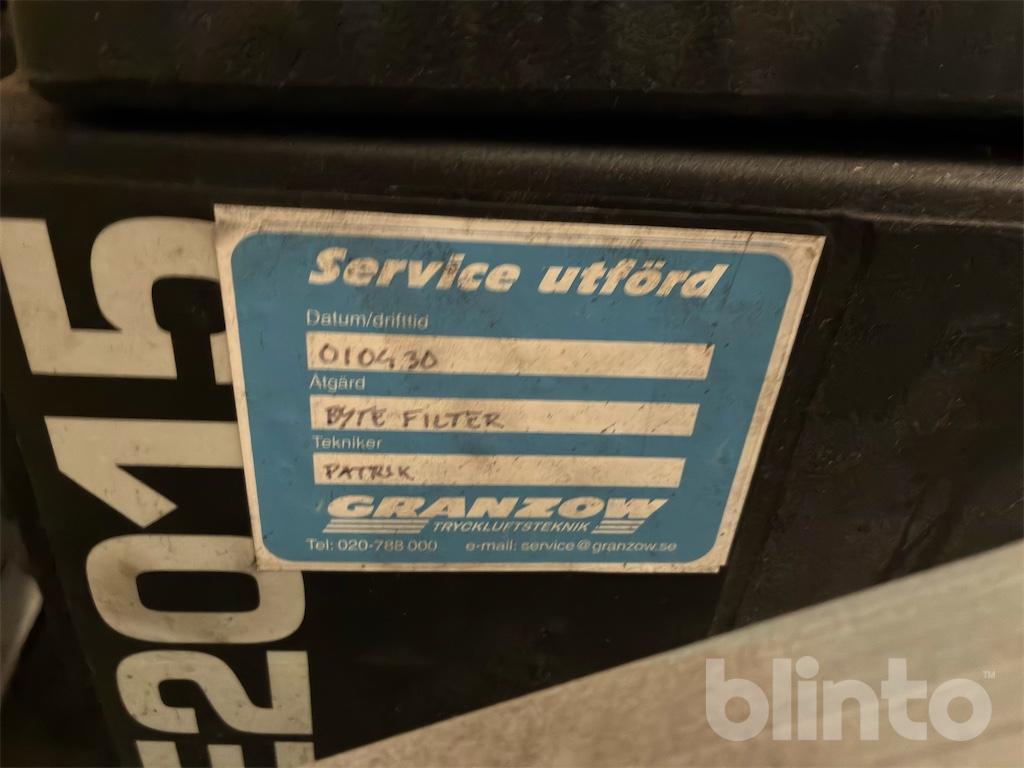 Service utförd
Datum/drifttid
010430
Åtgärd
BYTE FILTER
Tekniker
PATRIK
GRANZOW
TRYCKLUFTSTEKNIK
Tel: 020-788 000 e-mail: service@granzow.se
E2015
blinto™